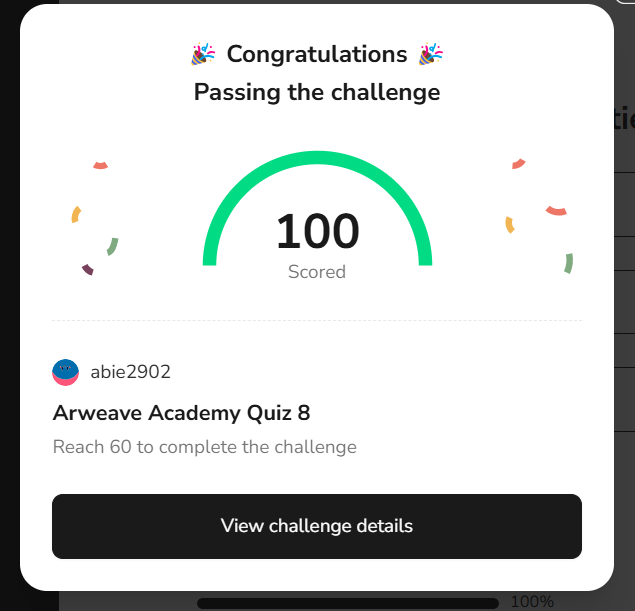 🎉 Congratulations 🎉
Passing the challenge
100
Scored
abie2902
Arweave Academy Quiz 8
Reach 60 to complete the challenge
View challenge details
100%